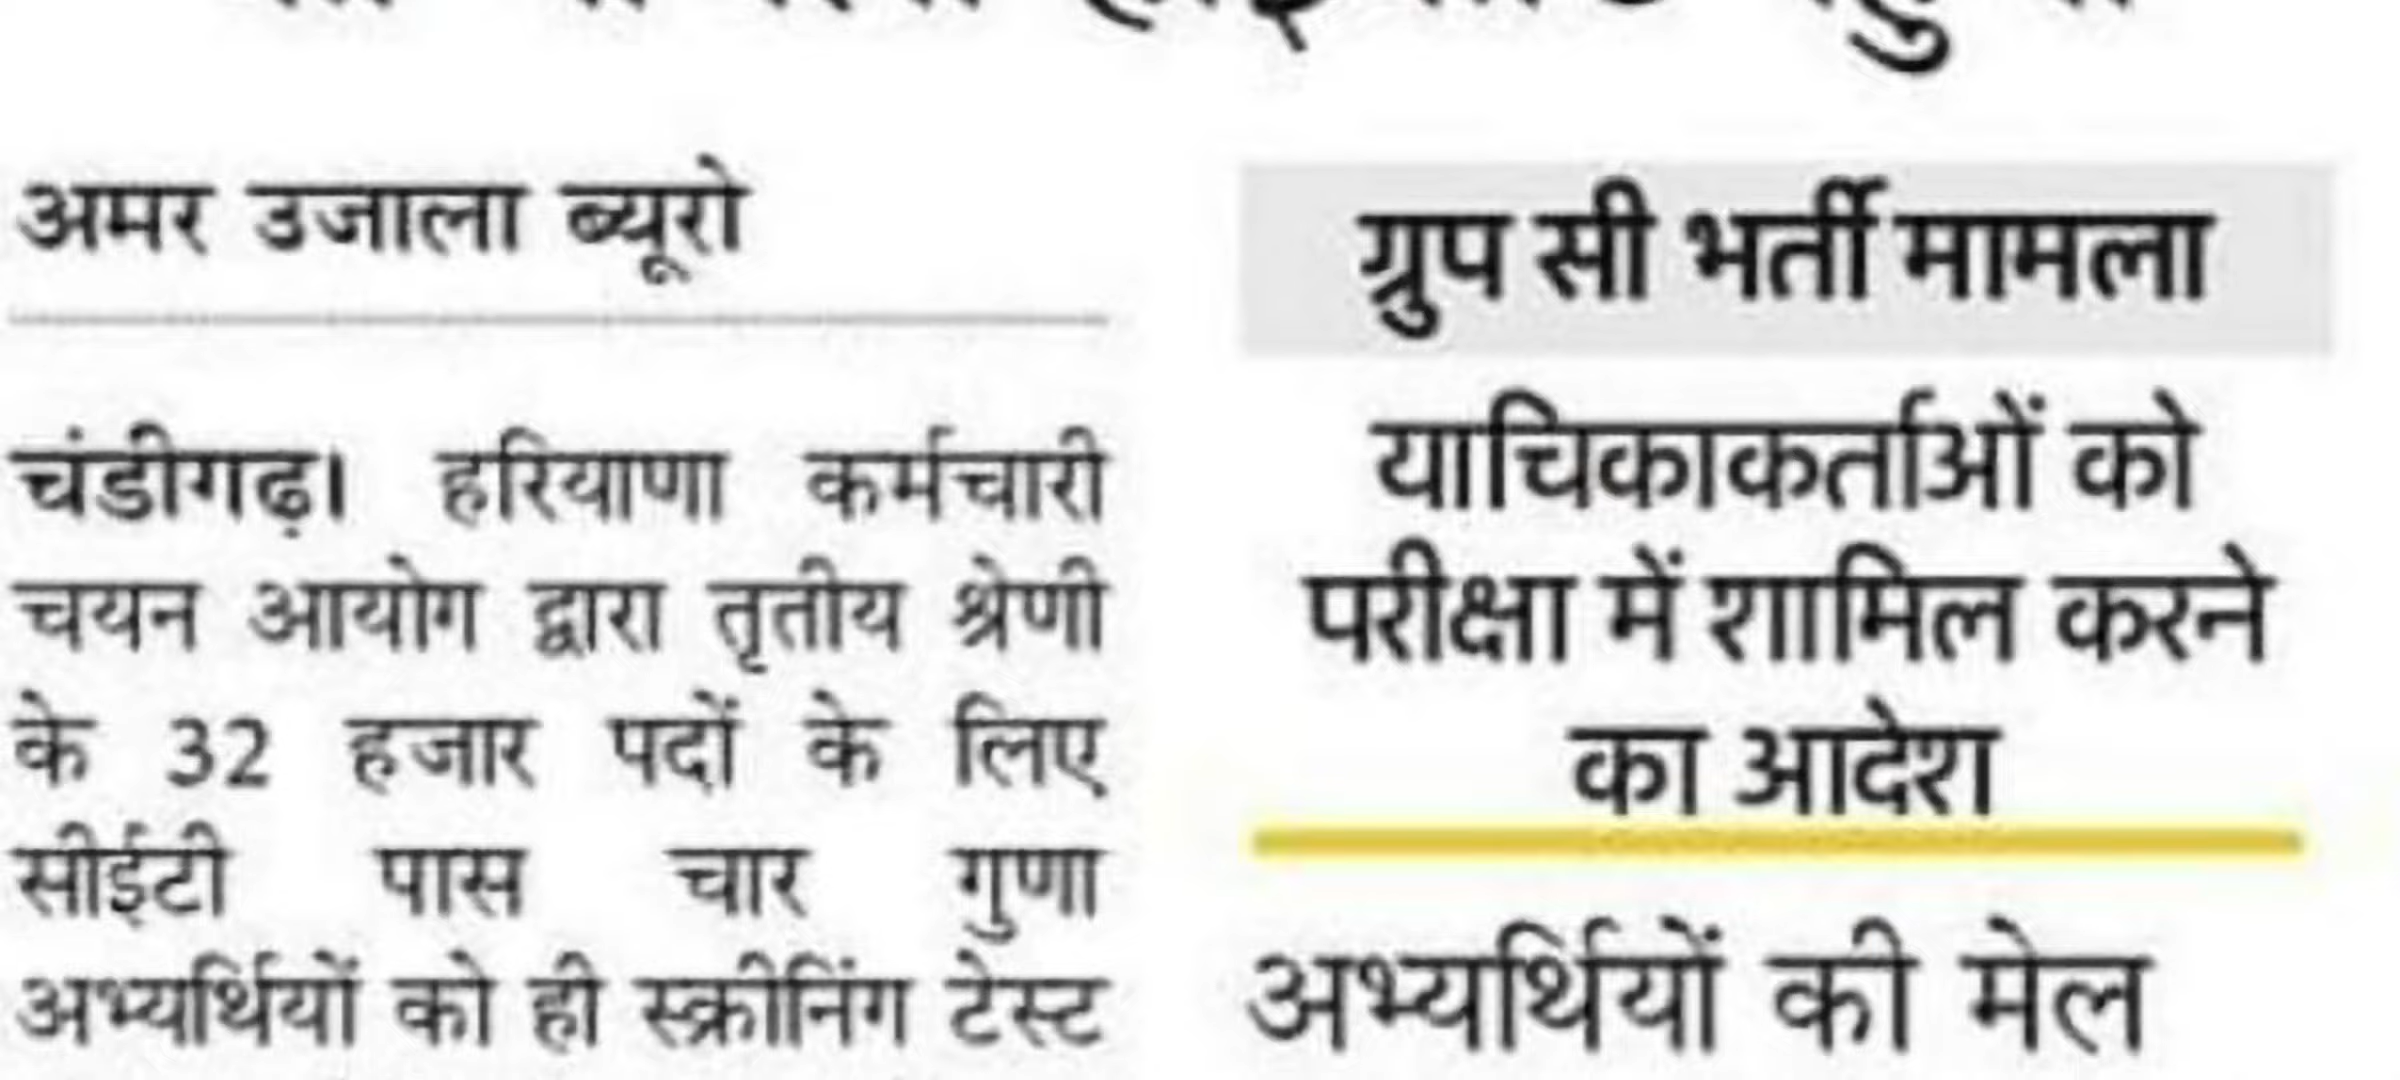 अमर उजाला ब्यूरो
चंडीगढ़। हरियाणा कर्मचारी
चयन आयोग द्वारा तृतीय श्रेणी
के 32 हजार पदों के लिए
सीईटी पास चार गुणा
अभ्यर्थियों को ही स्क्रीनिंग टेस्ट
ग्रुप सी भर्ती मामला
याचिकाकर्ताओं को
परीक्षा में शामिल करने
का आदेश
अभ्यर्थियों की मेल